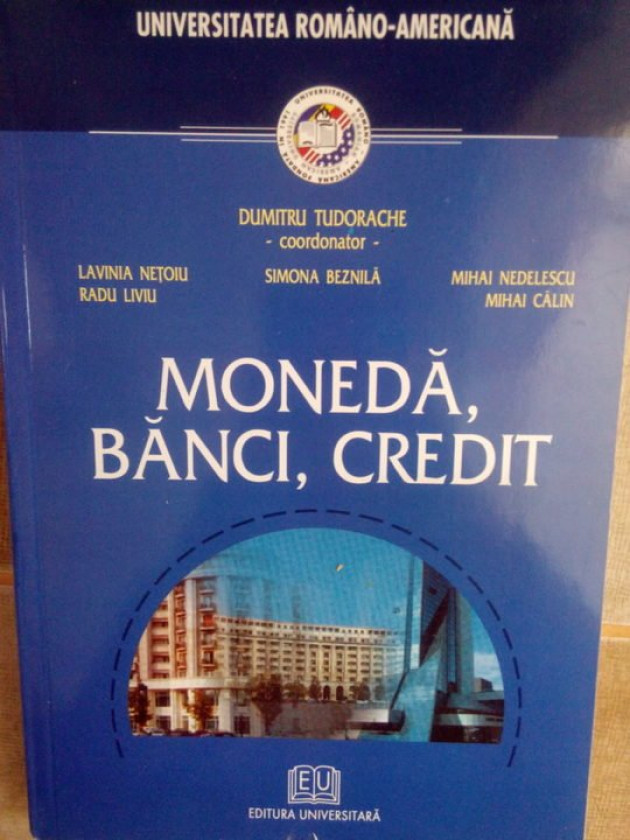 UNIVERSITATEA ROMÂNO-AMERICANĂ
DUMITRU TUDORACHE
- coordonator -
LAVINIA NEȚOIU
RADU LIVIU
SIMONA BEZNILĂ
MIHAI NEDELESCU
MIHAI CĂLIN
MONEDĂ,
BĂNCI, CREDIT
EU
EDITURA UNIVERSITARĂ